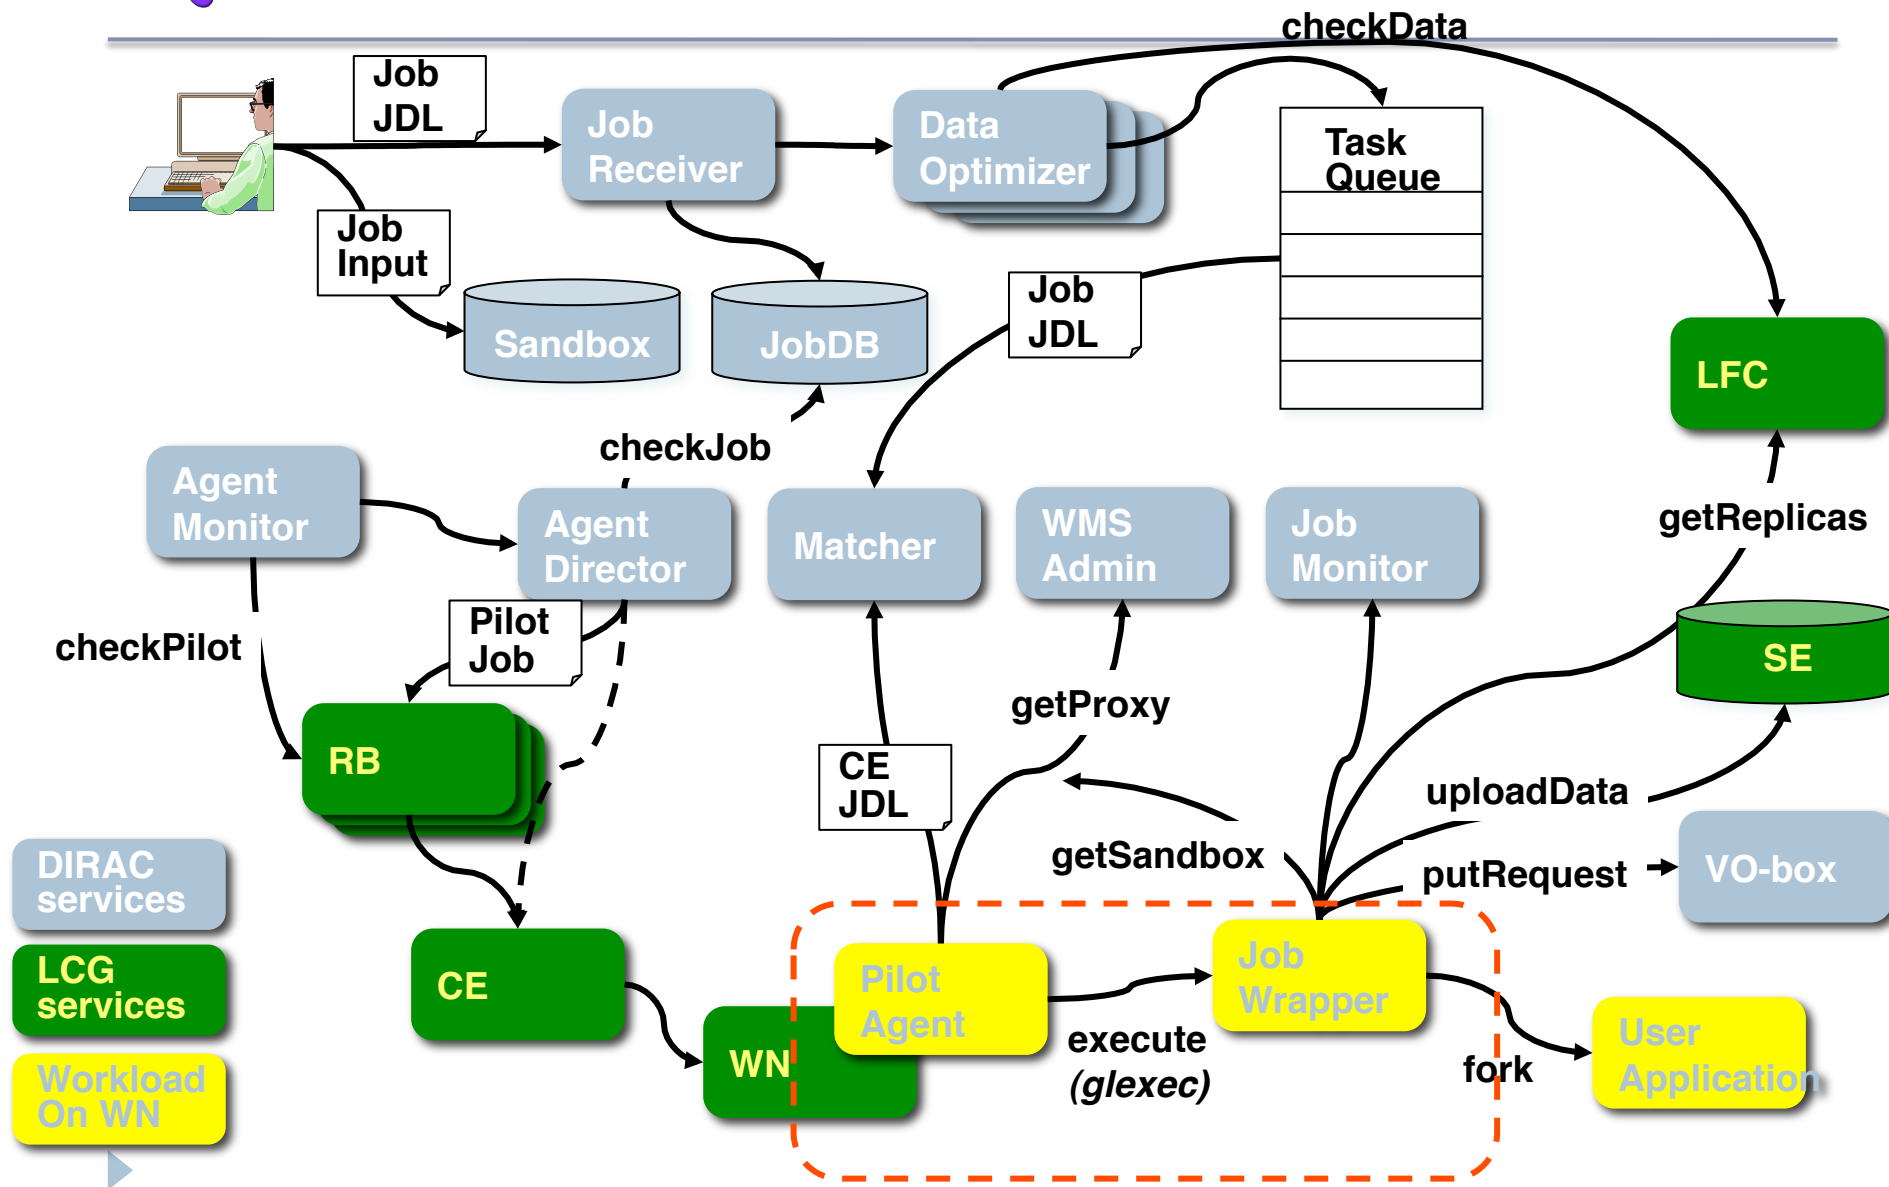 checkData
Job
JDL
Job
Receiver
Data
Optimizer
Task
Queue
Job
Input
Sandbox
JobDB
Job
JDL
LFC
checkJob
Agent
Monitor
Agent
Director
Matcher
WMS
Admin
Job
Monitor
getReplicas
Pilot
Job
checkPilot
SE
getProxy
RB
CE
JDL
uploadData
getSandbox
putRequest
VO-box
DIRAC
services
LCG
services
CE
Pilot
Agent
Job
Wrapper
WN
execute
(glexec)
fork
User
Application
Workload
On WN